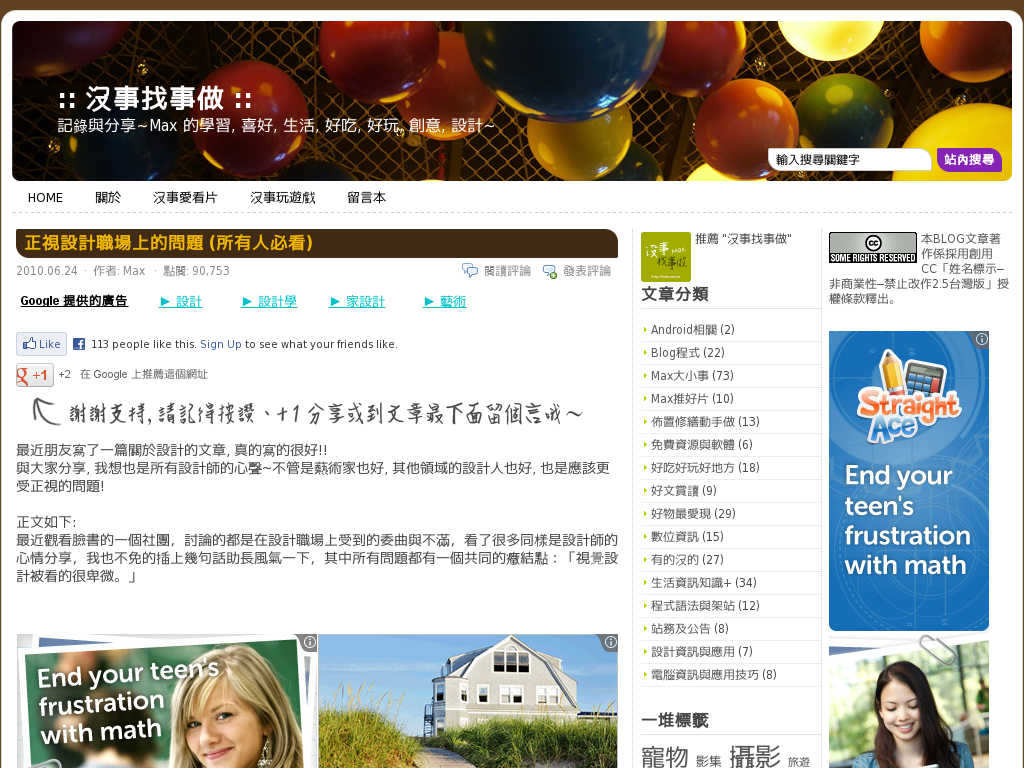 :: 沒事找事做 ::
記錄與分享~Max 的學習, 喜好, 生活, 好吃, 好玩, 創意, 設計~
輸入搜尋關鍵字
站內搜尋
HOME 關於 沒事愛看片 沒事玩遊戲 留言本
正視設計職場上的問題 (所有人必看)
2010.06.24 · 作者: Max · 點閱: 90,753
閱讀評論 發表評論
Google 提供的廣告 ► 設計 ► 設計學 ► 家設計 ► 藝術
Like 113 people like this. Sign Up to see what your friends like.
g +1 +2 在 Google 上推薦這個網址
謝謝支持, 請記得按讚、+1 分享或到文章最下面留個言哦~
最近朋友寫了一篇關於設計的文章, 真的寫的很好!!
與大家分享, 我想也是所有設計師的心聲~不管是藝術家也好, 其他領域的設計人也好, 也是應該更
受正視的問題!
正文如下:
最近觀看臉書的一個社團，討論的都是在設計職場上受到的委曲與不滿，看了很多同樣是設計師的
心情分享，我也不免的插上幾句話助長風氣一下，其中所有問題都有一個共同的癥結點：「視覺設
計被看的很卑微。」
End your teen's
frustration
with math
沒事 Max
找事做
推薦 "沒事找事做"
文章分類
Android相關 (2)
Blog程式 (22)
Max大小事 (73)
Max推好片 (10)
佈置修繕動手做 (13)
免費資源與軟體 (6)
好吃好玩好地方 (18)
好文賞讀 (9)
好物最愛現 (29)
數位資訊 (15)
有的沒的 (27)
生活資訊知識+ (34)
程式語法與架站 (12)
站務及公告 (8)
設計資訊與應用 (7)
電腦資訊與應用技巧 (8)
一堆標籤
寵物 影集 攝影 旅遊
cc
SOME RIGHTS RESERVED
本BLOG文章著
作係採用創用
CC「姓名標示─
非商業性─禁止改作2.5台灣版」授
權條款釋出。
Straight
Ace
End your
teen's
frustration
with math